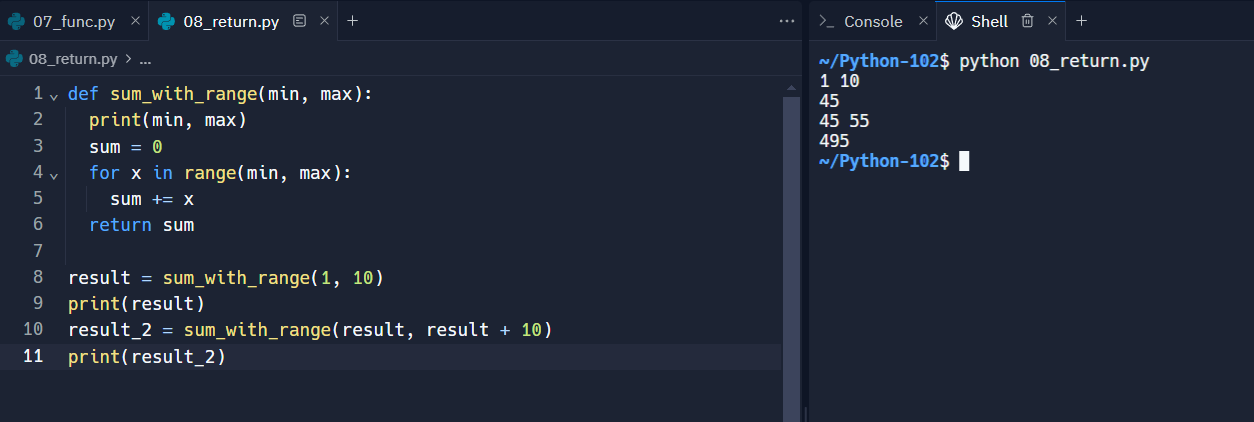 07_func.py × 08_return.py × +
08_return.py > ...
1 def sum_with_range(min, max):
2   print(min, max)
3   sum = 0
4   for x in range(min, max):
5     sum += x
6   return sum
7
8 result = sum_with_range(1, 10)
9 print(result)
10 result_2 = sum_with_range(result, result + 10)
11 print(result_2)
>_ Console × Shell × +
~/Python-102$ python 08_return.py
1 10
45
45 55
495
~/Python-102$